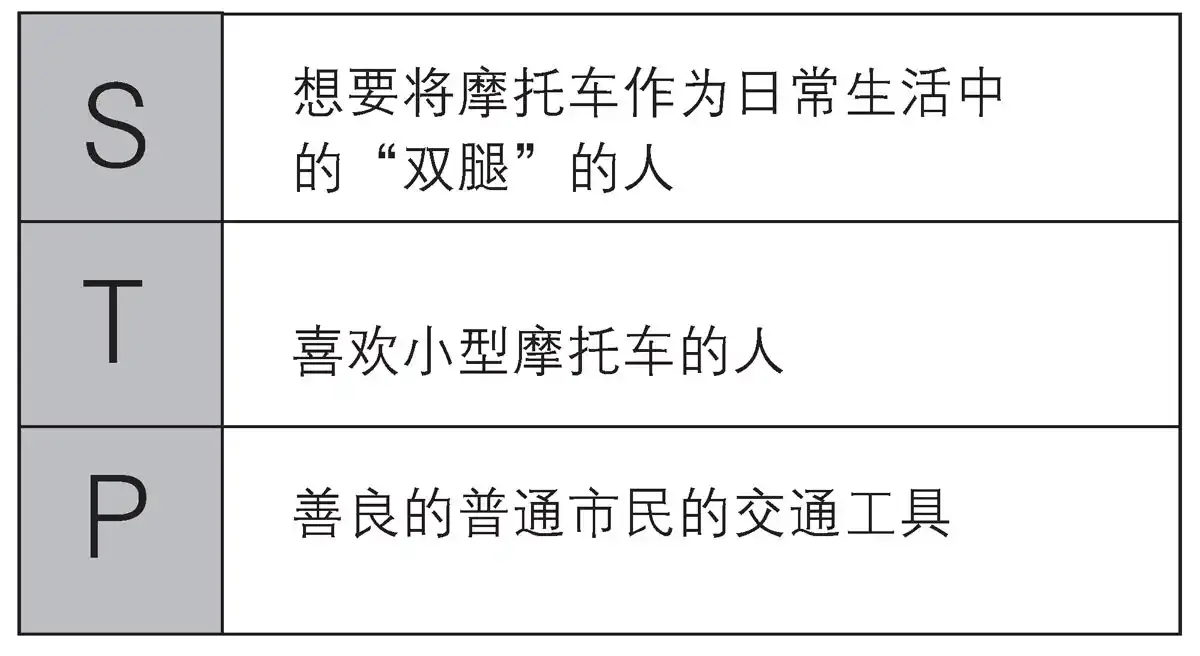 S
想要将摩托车作为日常生活中
的“双腿”的人
T
喜欢小型摩托车的人
P
善良的普通市民的交通工具